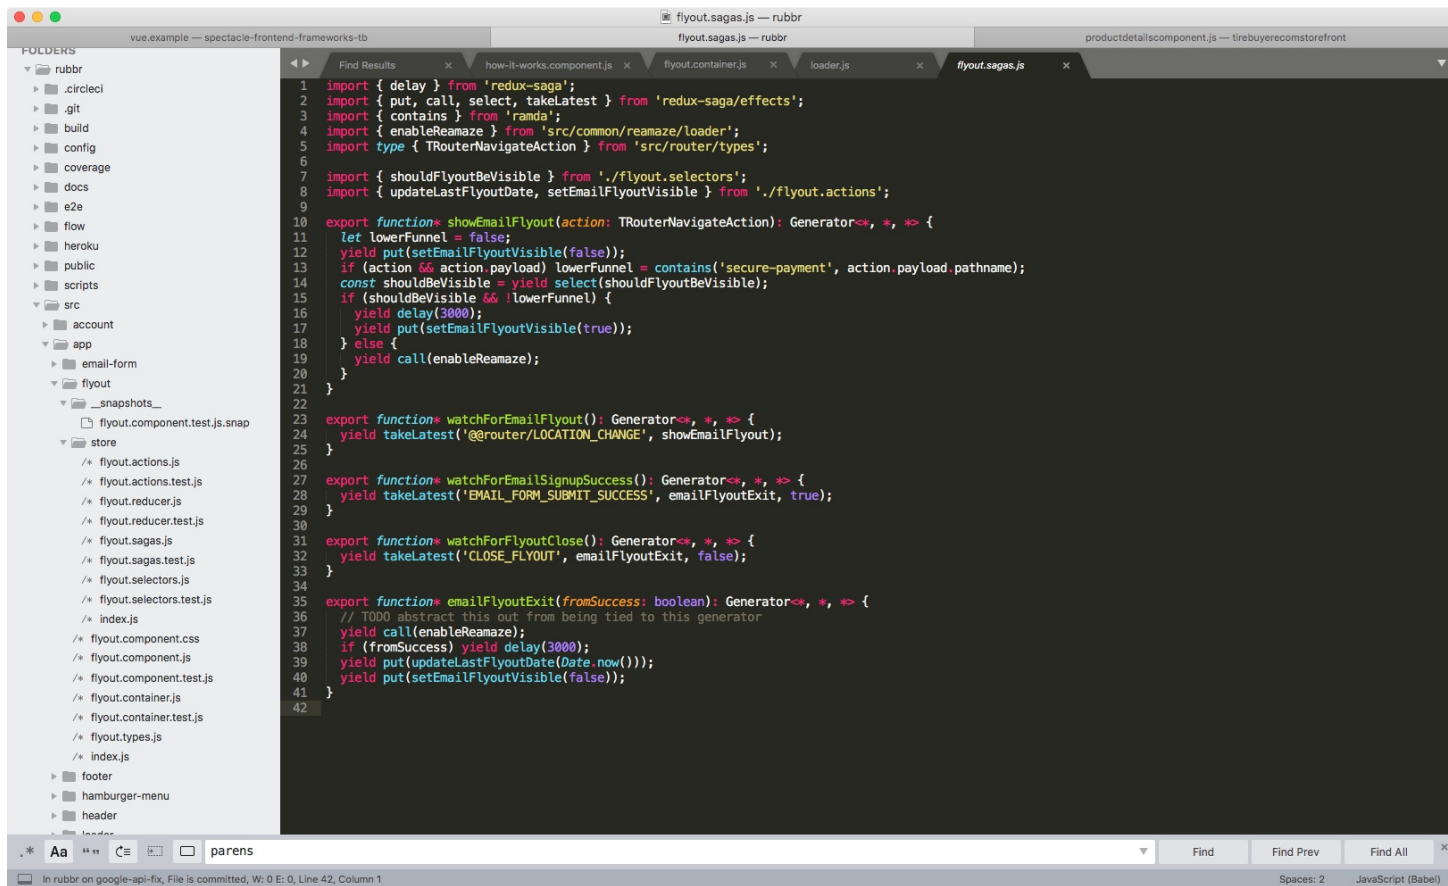 flyout.sagas.js — rubbr
vue.example — spectacle-frontend-frameworks-tb
flyout.sagas.js — rubbr
productdetailscomponent.js — tirebuyerecomstorefront
FOLDERS
rubbr
.circleci
.git
build
config
coverage
docs
e2e
flow
heroku
public
scripts
src
account
app
email-form
flyout
__snapshots__
flyout.component.test.js.snap
store
/* flyout.actions.js
/* flyout.actions.test.js
/* flyout.reducer.js
/* flyout.reducer.test.js
/* flyout.sagas.js
/* flyout.sagas.test.js
/* flyout.selectors.js
/* flyout.selectors.test.js
/* index.js
/* flyout.component.css
/* flyout.component.js
/* flyout.component.test.js
/* flyout.container.js
/* flyout.container.test.js
/* flyout.types.js
/* index.js
footer
hamburger-menu
header
Find Results × how-it-works.component.js × flyout.container.js × loader.js × flyout.sagas.js ×
1 import { delay } from 'redux-saga';
2 import { put, call, select, takeLatest } from 'redux-saga/effects';
3 import { contains } from 'ramda';
4 import { enableReamaze } from 'src/common/reamaze/loader';
5 import type { TRouterNavigateAction } from 'src/router/types';
6
7 import { shouldFlyoutBeVisible } from './flyout.selectors';
8 import { updateLastFlyoutDate, setEmailFlyoutVisible } from './flyout.actions';
9
10 export function* showEmailFlyout(action: TRouterNavigateAction): Generator<*, *, *> {
11 let lowerFunnel = false;
12 yield put(setEmailFlyoutVisible(false));
13 if (action && action.payload) lowerFunnel = contains('secure-payment', action.payload.pathname);
14 const shouldBeVisible = yield select(shouldFlyoutBeVisible);
15 if (shouldBeVisible && !lowerFunnel) {
16 yield delay(3000);
17 yield put(setEmailFlyoutVisible(true));
18 } else {
19 yield call(enableReamaze);
20 }
21 }
22
23 export function* watchForEmailFlyout(): Generator<*, *, *> {
24 yield takeLatest('@@router/LOCATION_CHANGE', showEmailFlyout);
25 }
26
27 export function* watchForEmailSignupSuccess(): Generator<*, *, *> {
28 yield takeLatest('EMAIL_FORM_SUBMIT_SUCCESS', emailFlyoutExit, true);
29 }
30
31 export function* watchForFlyoutClose(): Generator<*, *, *> {
32 yield takeLatest('CLOSE_FLYOUT', emailFlyoutExit, false);
33 }
34
35 export function* emailFlyoutExit(fromSuccess: boolean): Generator<*, *, *> {
36 // TODO abstract this out from being tied to this generator
37 yield call(enableReamaze);
38 if (fromSuccess) yield delay(3000);
39 yield put(updateLastFlyoutDate(Date.now()));
40 yield put(setEmailFlyoutVisible(false));
41 }
42
.* Aa "" parens Find Find Prev Find All ×
In rubbr on google-api-fix, File is committed, W: 0 E: 0, Line 42, Column 1 Spaces: 2 JavaScript (Babel)